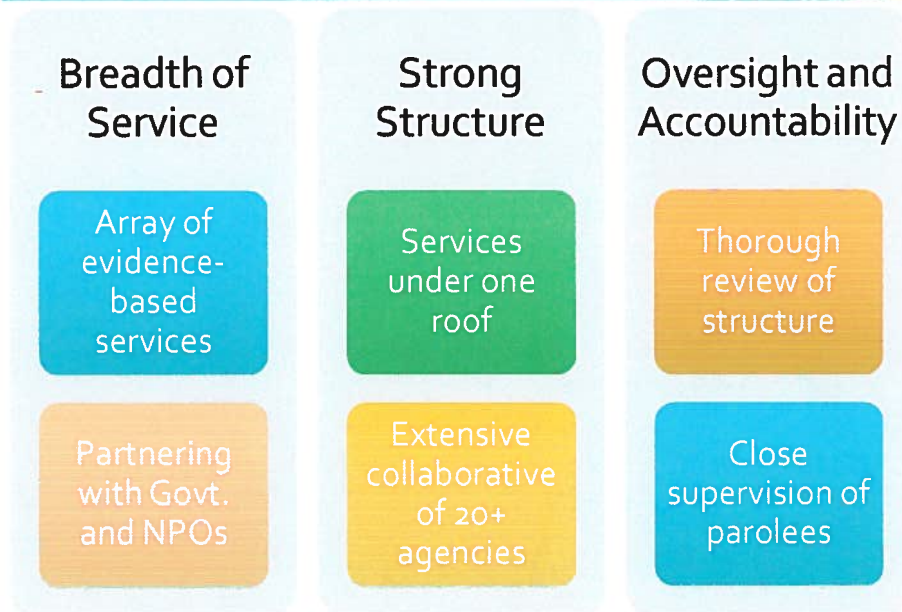 Breadth of
Service
Array of
evidence-
based
services
Partnering
with Govt.
and NPOs
Strong
Structure
Services
under one
roof
Extensive
collaborative
of 20+
agencies
Oversight and
Accountability
Thorough
review of
structure
Close
supervision of
parolees